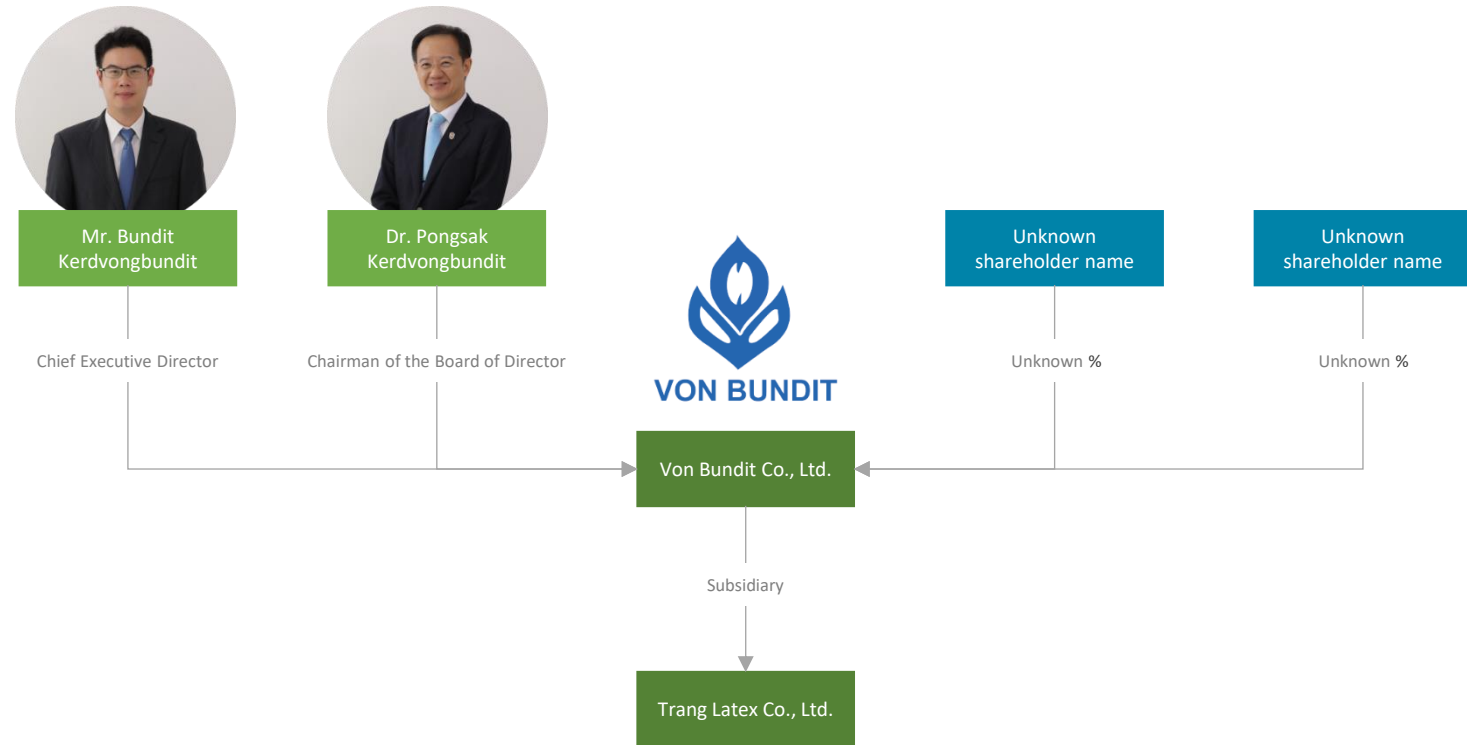 Mr. Bundit
Kerdvongbundit
Dr. Pongsak
Kerdvongbundit
Unknown
shareholder name
Unknown
shareholder name
Chief Executive Director
Chairman of the Board of Director
VON BUNDIT
Unknown %
Unknown %
Von Bundit Co., Ltd.
Subsidiary
Trang Latex Co., Ltd.